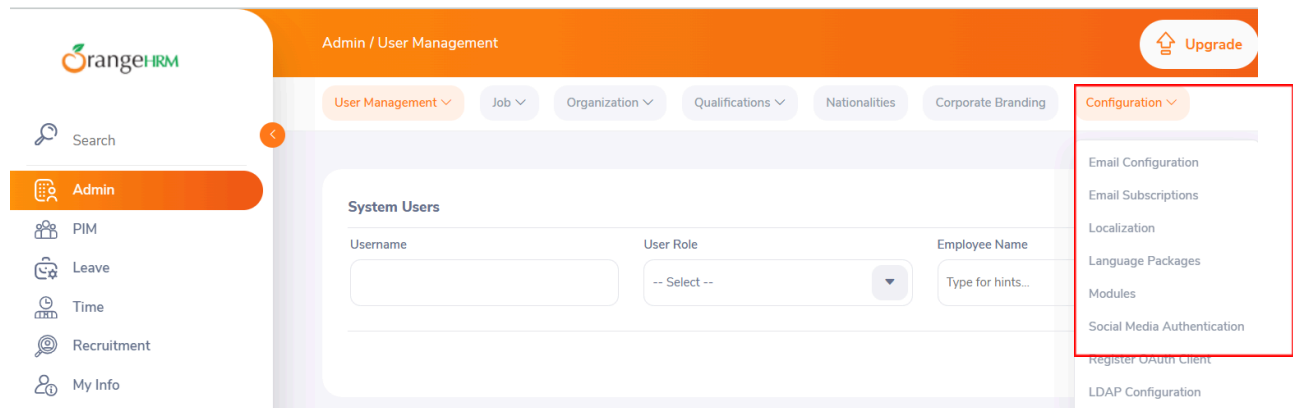 OrangeHRM
Admin / User Management
Upgrade
User Management
Job
Organization
Qualifications
Nationalities
Corporate Branding
Configuration
Search
Admin
PIM
Leave
Time
Recruitment
My Info
System Users
Username
User Role
Employee Name
-- Select --
Type for hints...
Email Configuration
Email Subscriptions
Localization
Language Packages
Modules
Social Media Authentication
Register OAuth Client
LDAP Configuration